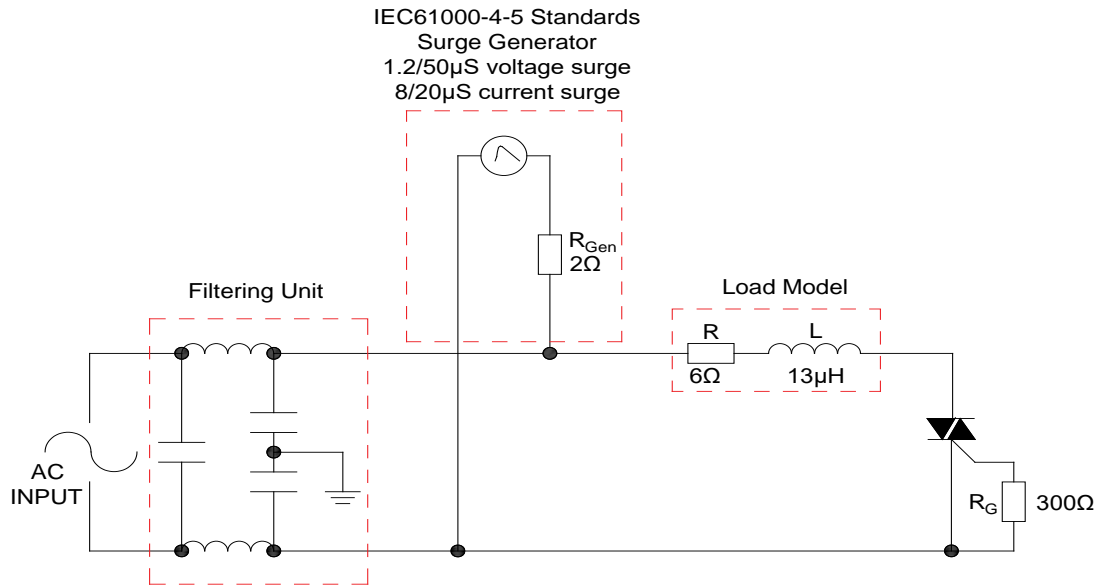 IEC61000-4-5 Standards
Surge Generator
1.2/50µS voltage surge
8/20µS current surge
RGen
2Ω
Filtering Unit
Load Model
R
L
6Ω
13µH
AC
INPUT
RG
300Ω